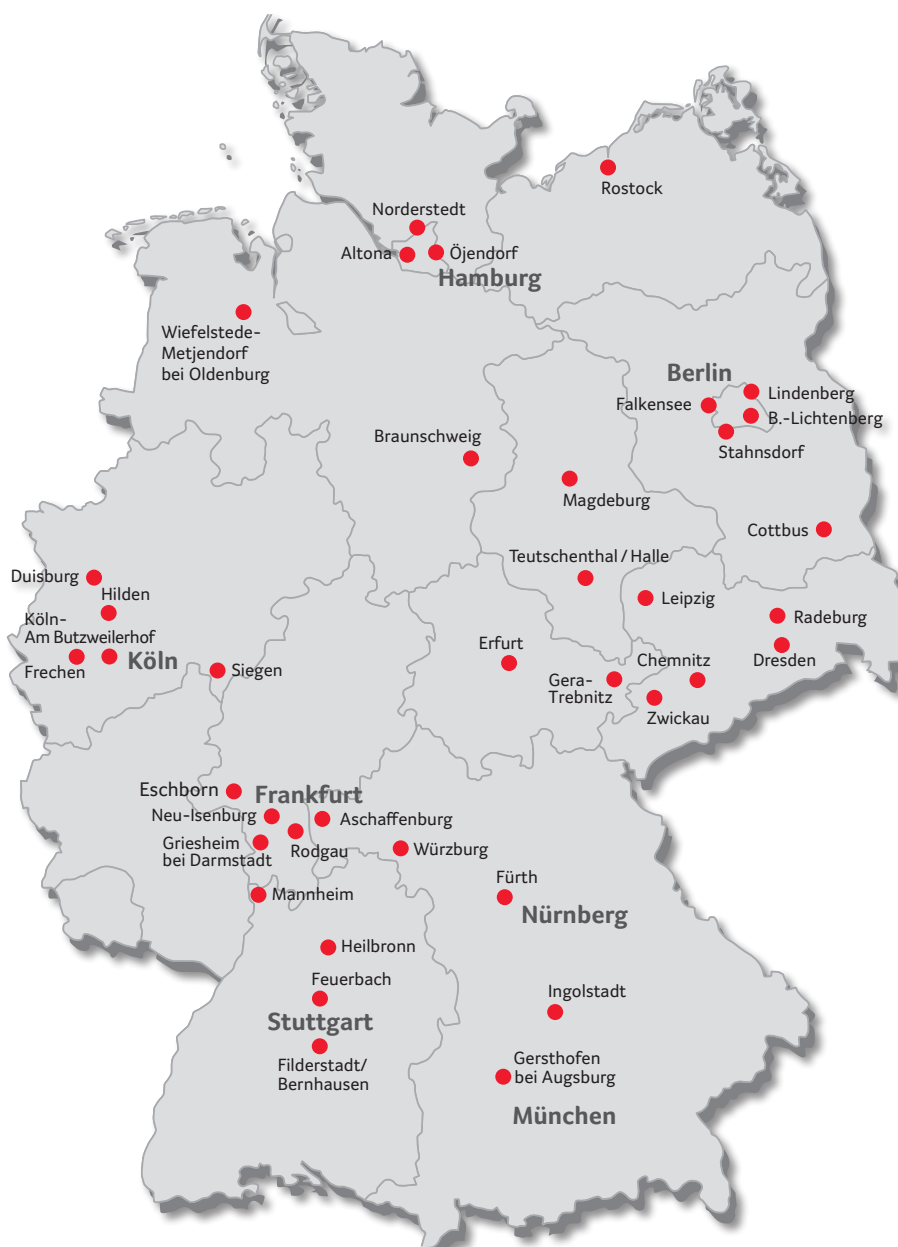 Rostock
Norderstedt
Altona
Öjendorf
Hamburg
Wiefelstede-
Metjendorf
bei Oldenburg
Berlin
Lindenberg
Falkensee
B.-Lichtenberg
Stahnsdorf
Braunschweig
Magdeburg
Cottbus
Teutschenthal / Halle
Duisburg
Hilden
Leipzig
Radeburg
Köln-
Am Butzweilerhof
Frechen
Köln
Siegen
Erfurt
Chemnitz
Dresden
Gera-
Trebnitz
Zwickau
Eschborn
Frankfurt
Neu-Isenburg
Aschaffenburg
Griesheim
bei Darmstadt
Rodgau
Würzburg
Mannheim
Fürth
Nürnberg
Heilbronn
Feuerbach
Stuttgart
Ingolstadt
Filderstadt/
Bernhausen
Gersthofen
bei Augsburg
München